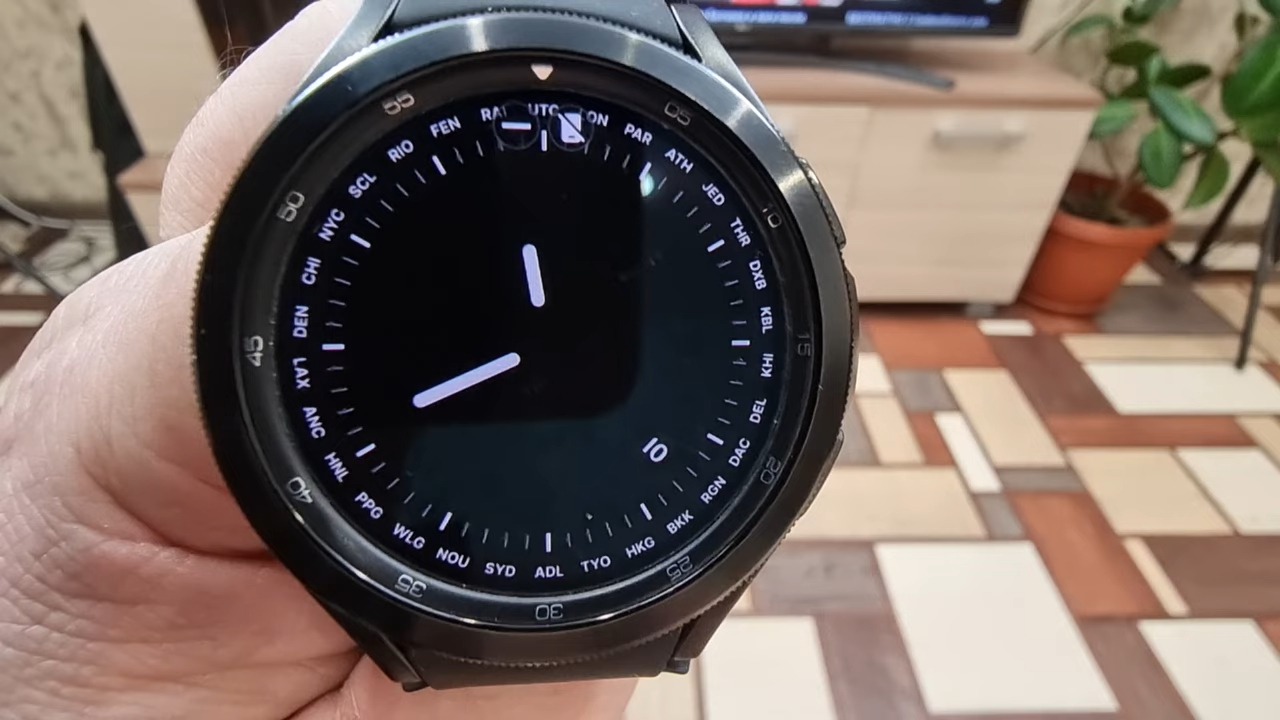 05
10
15
20
25
30
35
40
45
50
55
UTC
PAR
ATH
JED
THR
DXB
KBL
KHI
DEL
DAC
RGN
BKK
HKG
TYO
ADL
SYD
NOU
WLG
PPG
HNL
ANC
LAX
DEN
CHI
NYC
SCL
RIO
FEN
10